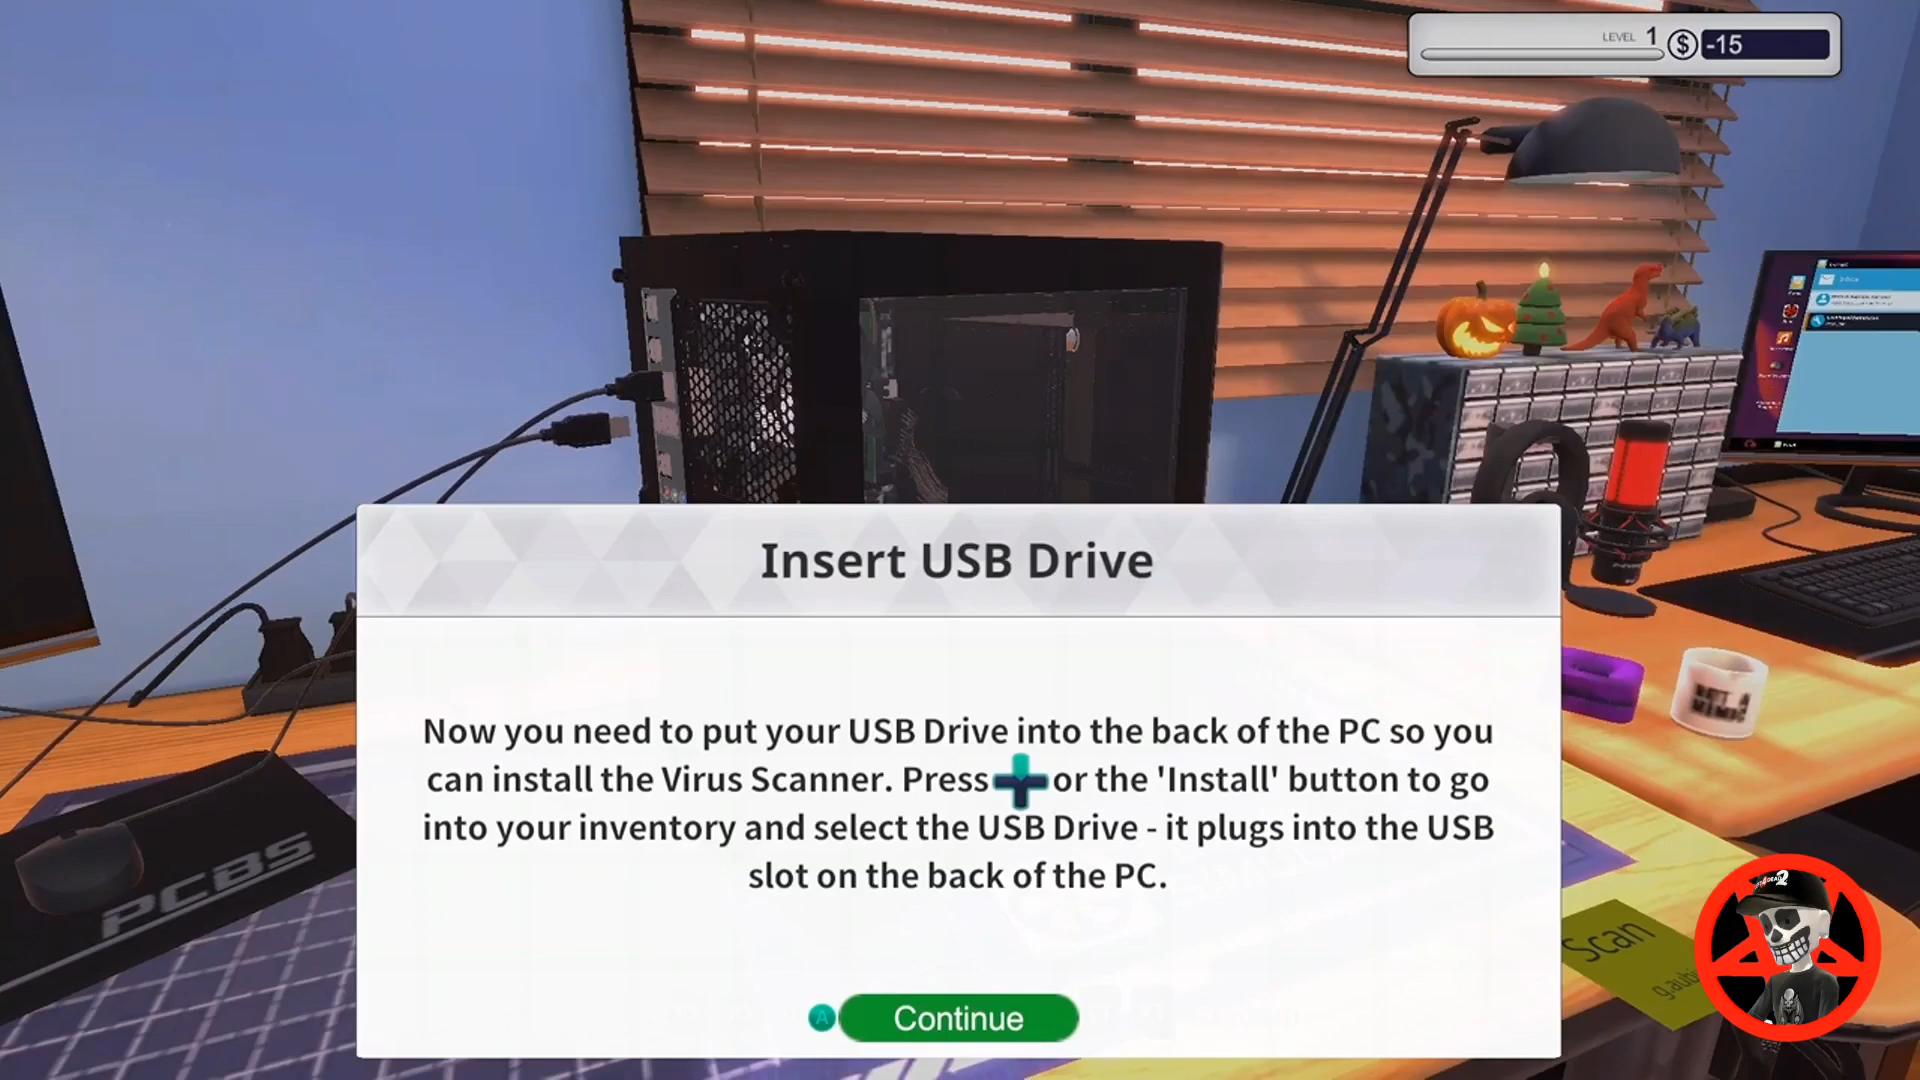 LEVEL 1 $ -15
Insert USB Drive
Now you need to put your USB Drive into the back of the PC so you
can install the Virus Scanner. Press or the 'Install' button to go
into your inventory and select the USB Drive - it plugs into the USB
slot on the back of the PC.
A Continue
PCBS
Scan